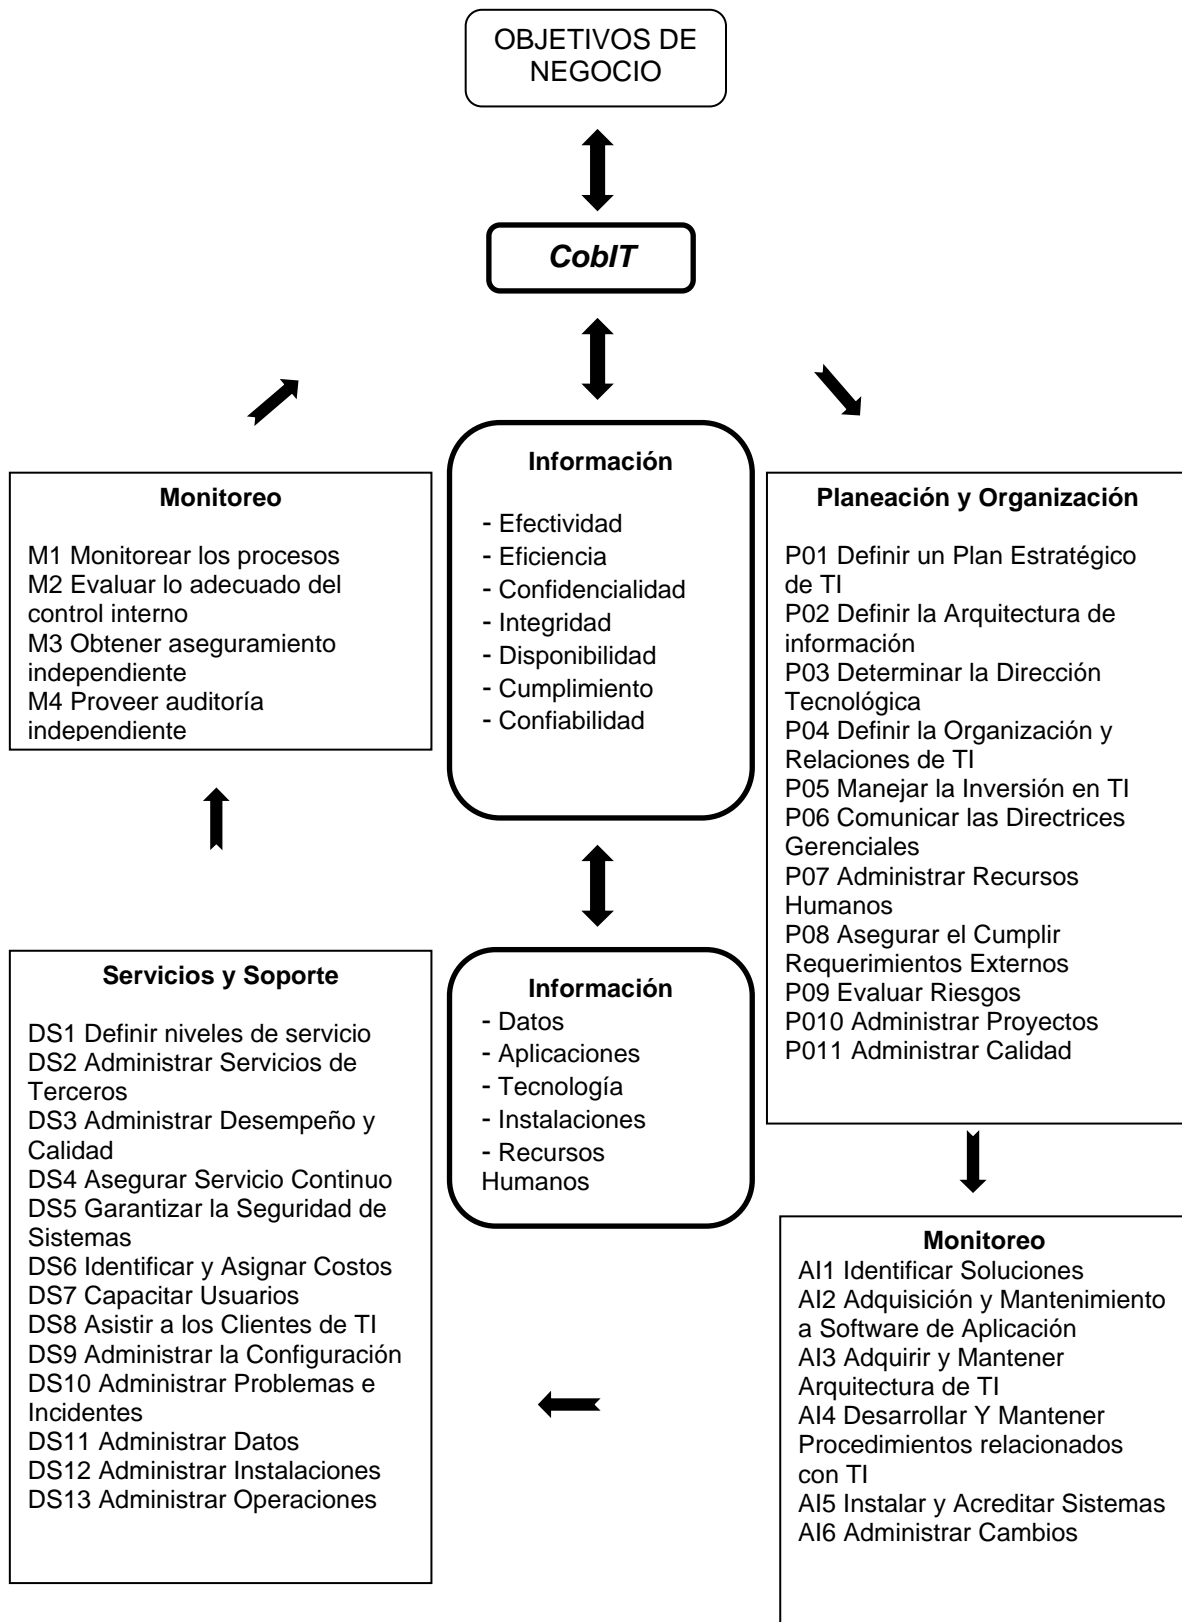 OBJETIVOS DE
NEGOCIO
CobIT
Información
- Efectividad
- Eficiencia
- Confidencialidad
- Integridad
- Disponibilidad
- Cumplimiento
- Confiabilidad
Monitoreo
M1 Monitorear los procesos
M2 Evaluar lo adecuado del
control interno
M3 Obtener aseguramiento
independiente
M4 Proveer auditoría
independiente
Planeación y Organización
P01 Definir un Plan Estratégico
de TI
P02 Definir la Arquitectura de
información
P03 Determinar la Dirección
Tecnológica
P04 Definir la Organización y
Relaciones de TI
P05 Manejar la Inversión en TI
P06 Comunicar las Directrices
Gerenciales
P07 Administrar Recursos
Humanos
P08 Asegurar el Cumplir
Requerimientos Externos
P09 Evaluar Riesgos
P010 Administrar Proyectos
P011 Administrar Calidad
Servicios y Soporte
DS1 Definir niveles de servicio
DS2 Administrar Servicios de
Terceros
DS3 Administrar Desempeño y
Calidad
DS4 Asegurar Servicio Continuo
DS5 Garantizar la Seguridad de
Sistemas
DS6 Identificar y Asignar Costos
DS7 Capacitar Usuarios
DS8 Asistir a los Clientes de TI
DS9 Administrar la Configuración
DS10 Administrar Problemas e
Incidentes
DS11 Administrar Datos
DS12 Administrar Instalaciones
DS13 Administrar Operaciones
Información
- Datos
- Aplicaciones
- Tecnología
- Instalaciones
- Recursos
Humanos
Monitoreo
AI1 Identificar Soluciones
AI2 Adquisición y Mantenimiento
a Software de Aplicación
AI3 Adquirir y Mantener
Arquitectura de TI
AI4 Desarrollar Y Mantener
Procedimientos relacionados
con TI
AI5 Instalar y Acreditar Sistemas
AI6 Administrar Cambios